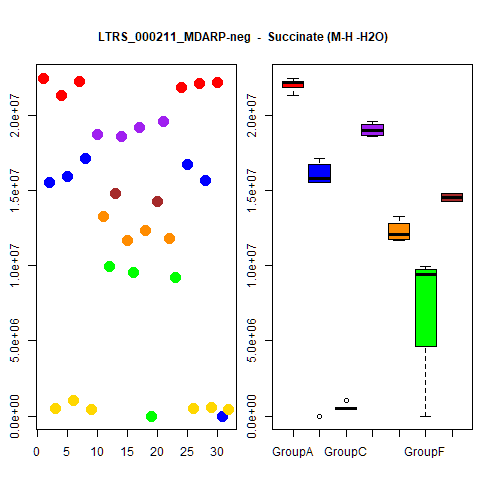 LTRS_000211_MDARP-neg - Succinate (M-H -H2O)
0.0e+00 5.0e+06 1.0e+07 1.5e+07 2.0e+07
0 5 10 15 20 25 30
0.0e+00 5.0e+06 1.0e+07 1.5e+07 2.0e+07
GroupA GroupC GroupF